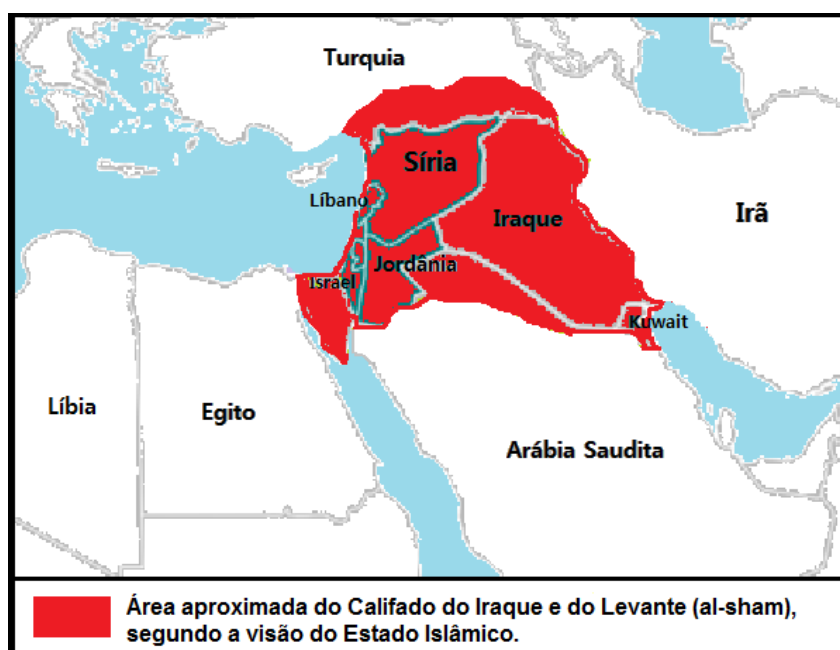 Turquia
Síria
Líbano
Iraque
Irã
Jordânia
Israel
Kuwait
Líbia
Egito
Arábia Saudita
Área aproximada do Califado do Iraque e do Levante (al-sham),
segundo a visão do Estado Islâmico.